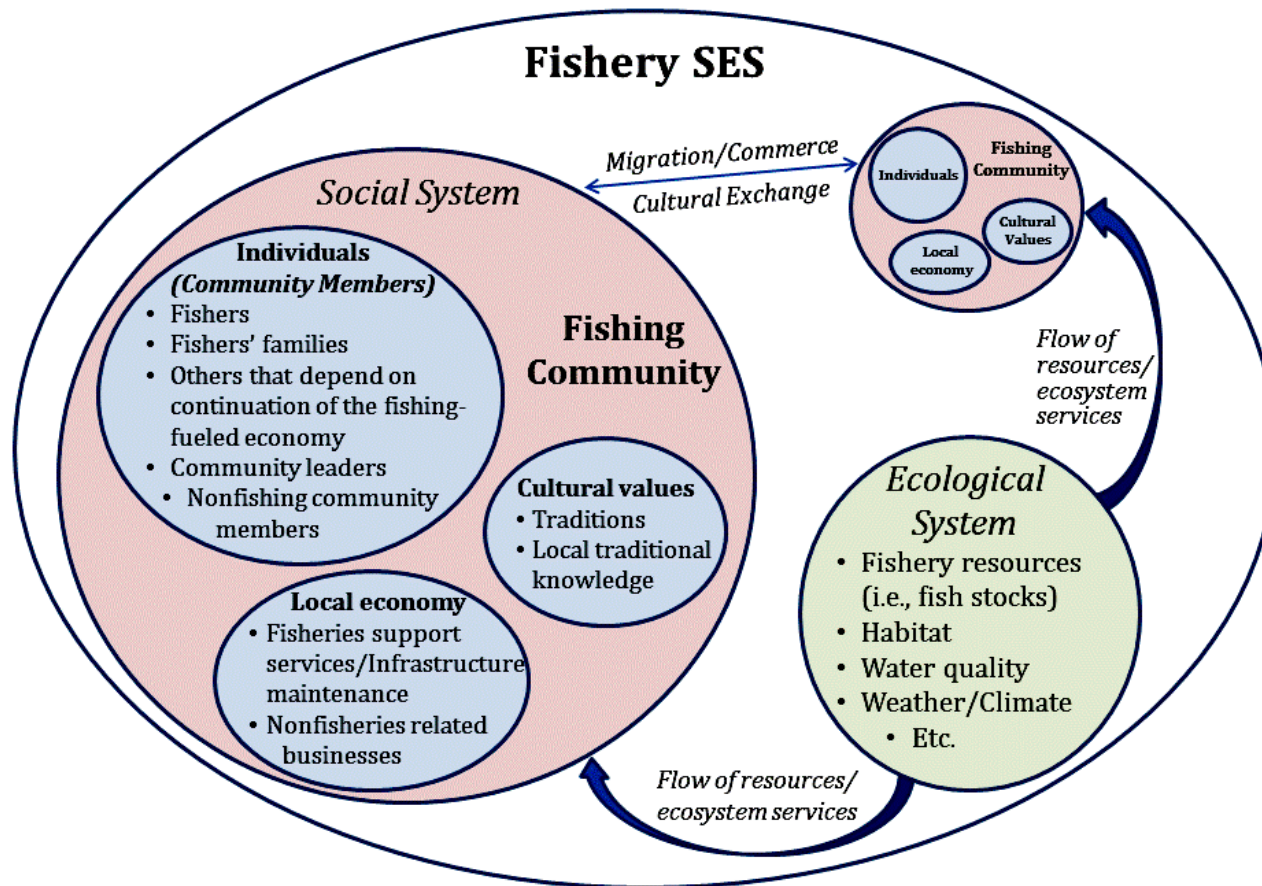 Fishery SES
Migration/Commerce
Cultural Exchange
Individuals
Fishing
Community
Cultural
Values
Local
economy
Social System
Individuals
(Community Members)
• Fishers
• Fishers’ families
• Others that depend on
continuation of the fishing-
fueled economy
• Community leaders
• Nonfishing community
members
Fishing
Community
Cultural values
• Traditions
• Local traditional
knowledge
Local economy
• Fisheries support
services/Infrastructure
maintenance
• Nonfisheries related
businesses
Flow of
resources/
ecosystem
services
Ecological
System
• Fishery resources
(i.e., fish stocks)
• Habitat
• Water quality
• Weather/Climate
• Etc.
Flow of resources/
ecosystem services